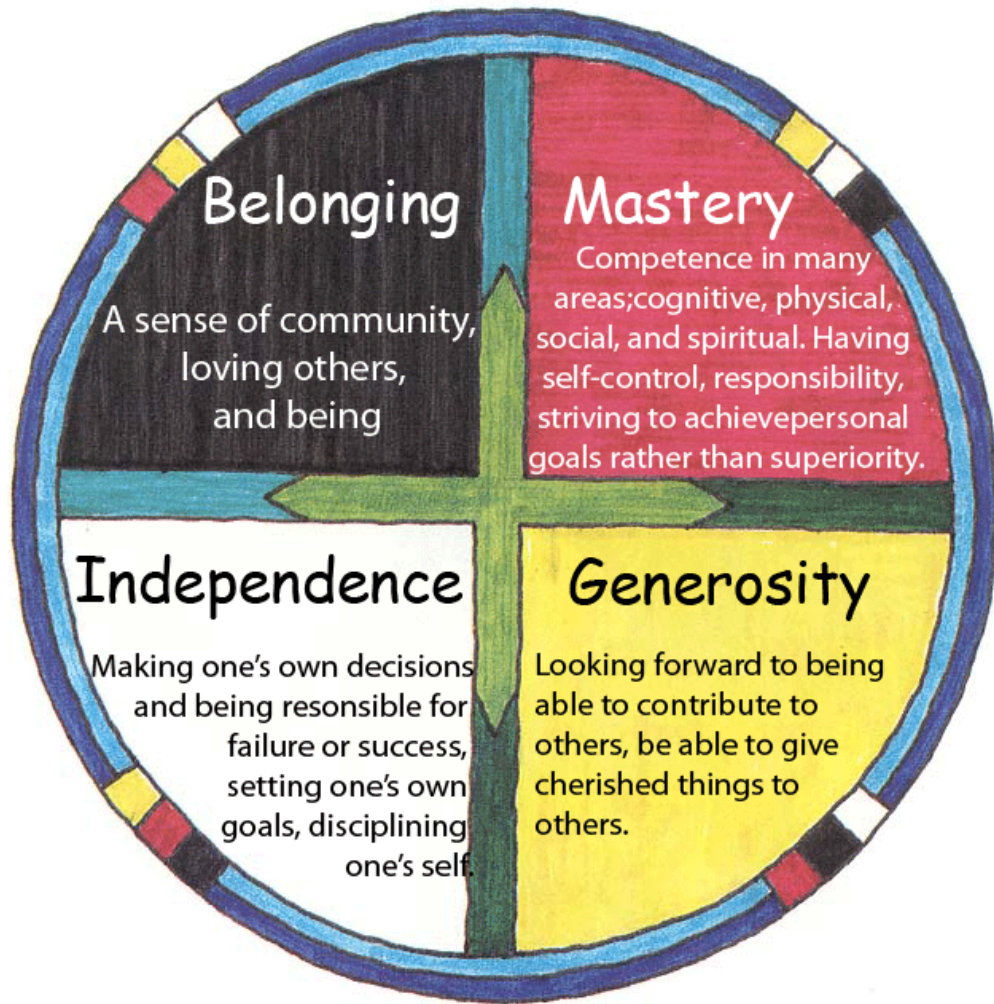 Belonging
A sense of community,
loving others,
and being
Mastery
Competence in many
areas;cognitive, physical,
social, and spiritual. Having
self-control, responsibility,
striving to achievepersonal
goals rather than superiority.
Independence
Making one's own decisions
and being resonsible for
failure or success,
setting one's own
goals, disciplining
one's self.
Generosity
Looking forward to being
able to contribute to
others, be able to give
cherished things to
others.